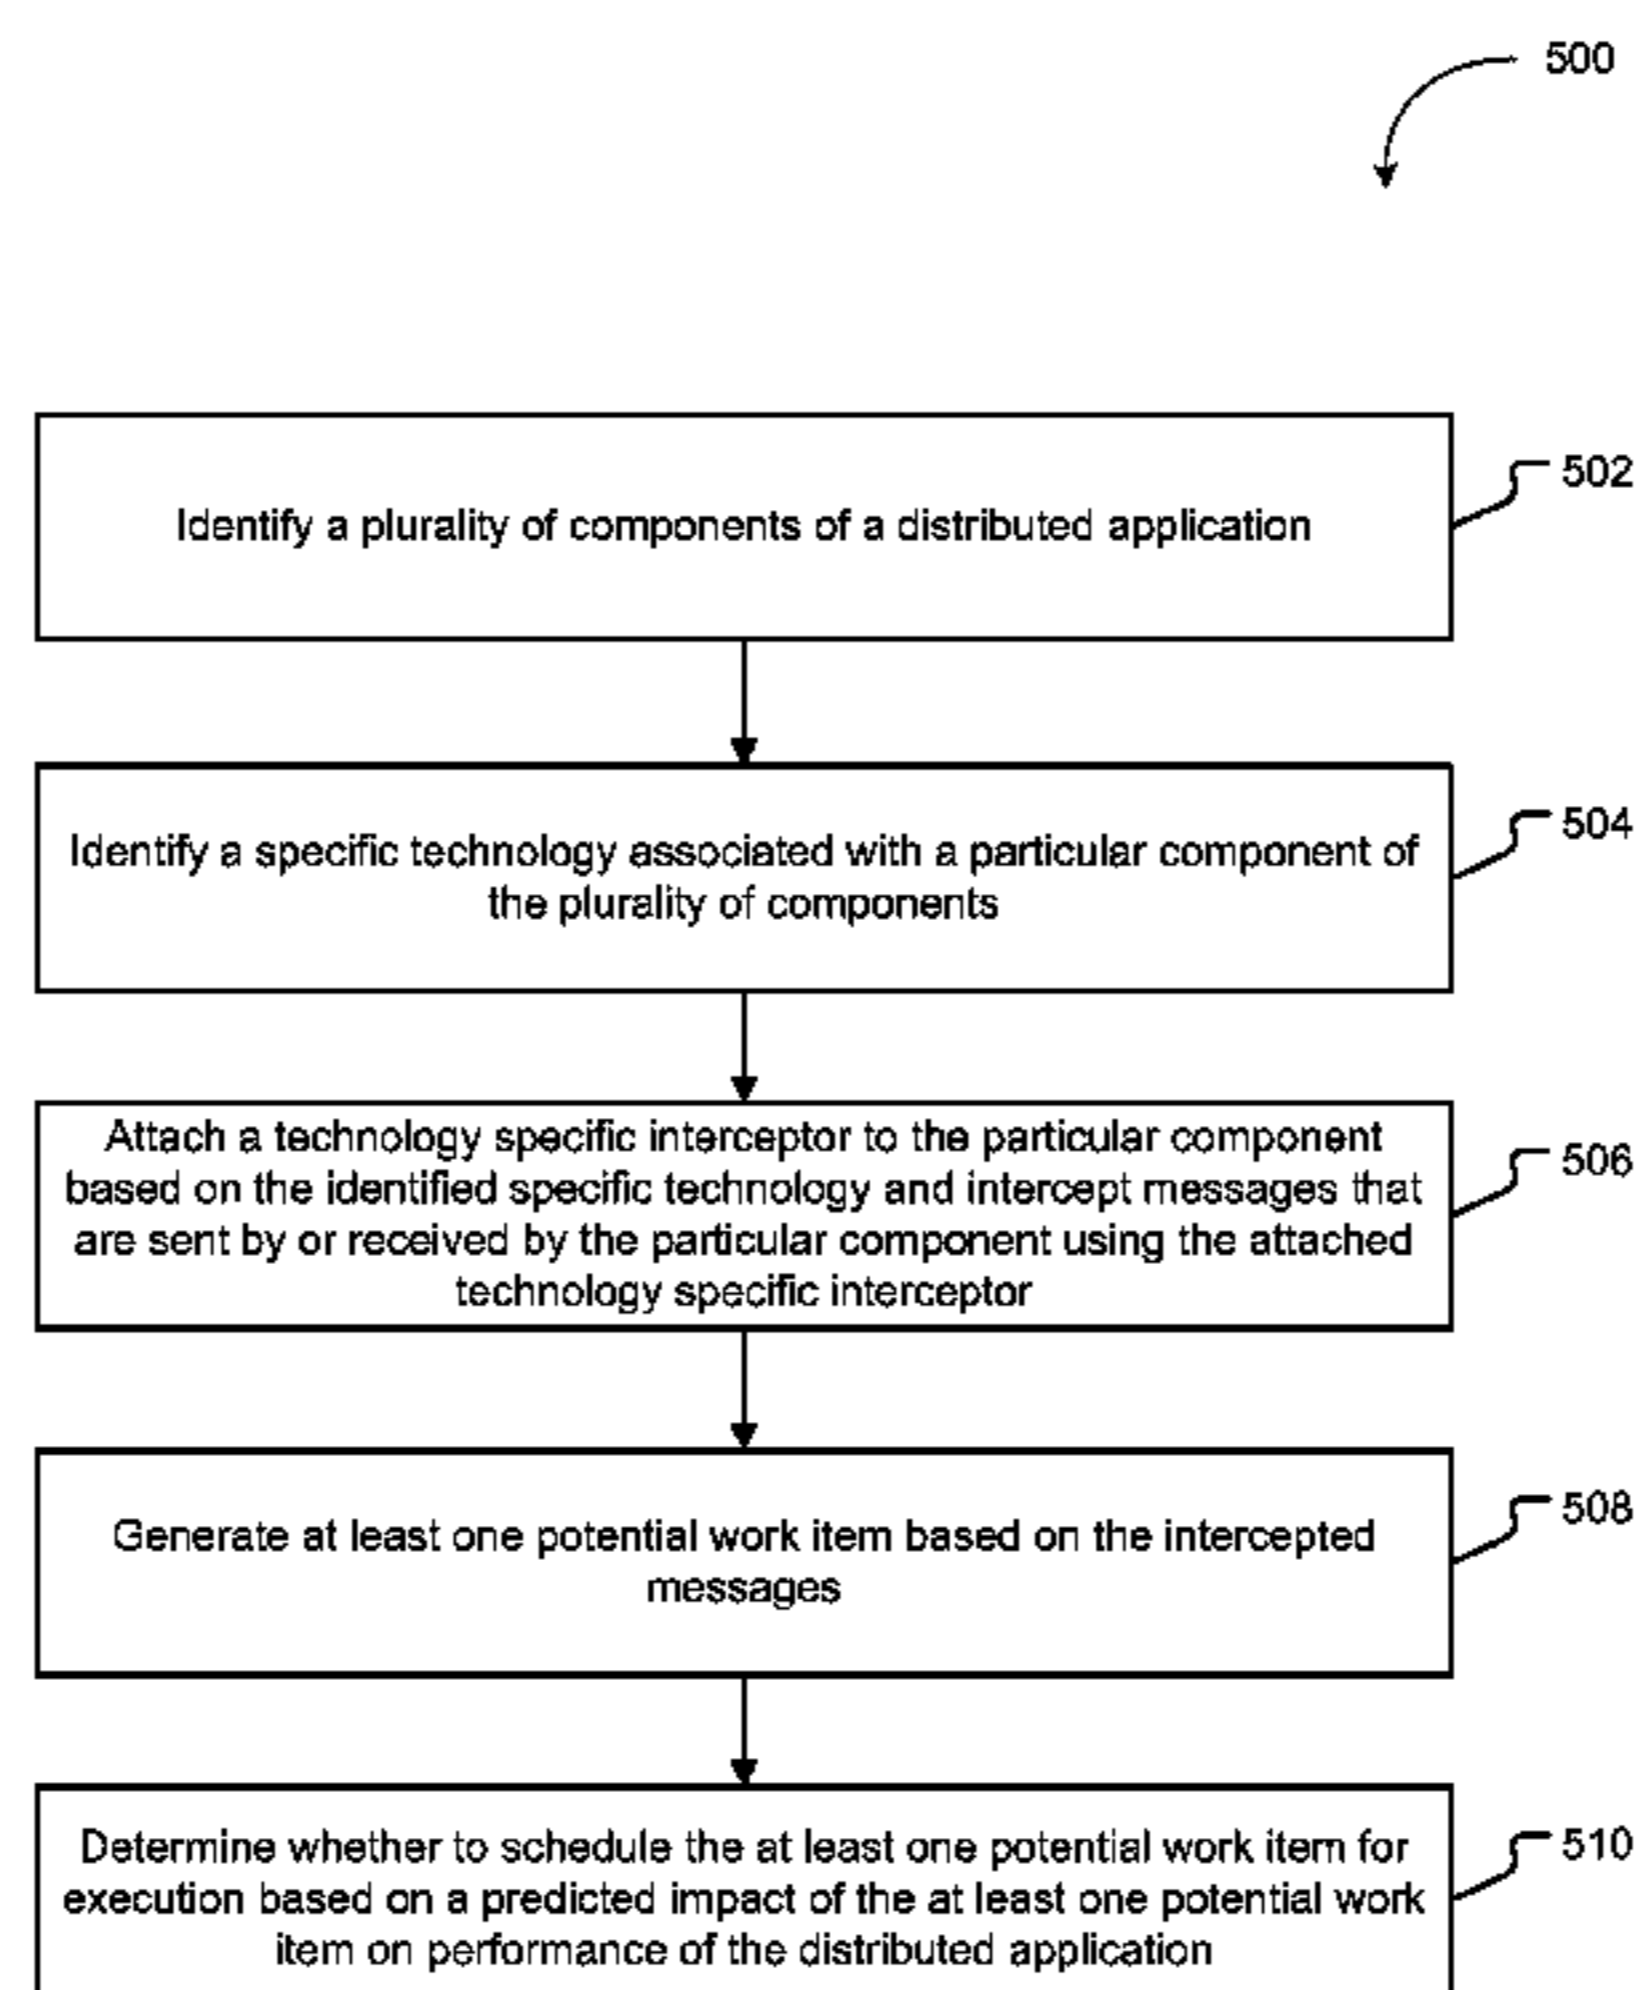 500
Identify a plurality of components of a distributed application
502
Identify a specific technology associated with a particular component of
the plurality of components
504
Attach a technology specific interceptor to the particular component
based on the identified specific technology and intercept messages that
are sent by or received by the particular component using the attached
technology specific interceptor
506
Generate at least one potential work item based on the intercepted
messages
508
Determine whether to schedule the at least one potential work item for
execution based on a predicted impact of the at least one potential work
item on performance of the distributed application
510